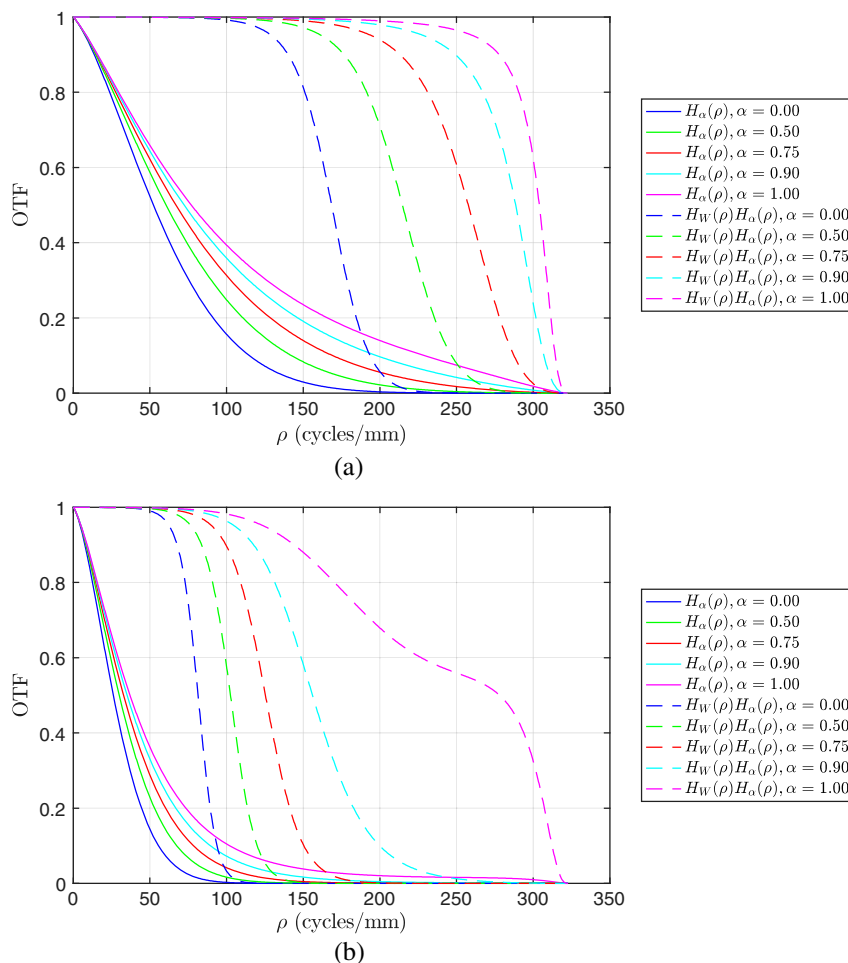 1
0.8
0.6
0.4
0.2
0
OTF
0 50 100 150 200 250 300 350
ρ (cycles/mm)
(a)
H_α(ρ), α = 0.00
H_α(ρ), α = 0.50
H_α(ρ), α = 0.75
H_α(ρ), α = 0.90
H_α(ρ), α = 1.00
H_W(ρ)H_α(ρ), α = 0.00
H_W(ρ)H_α(ρ), α = 0.50
H_W(ρ)H_α(ρ), α = 0.75
H_W(ρ)H_α(ρ), α = 0.90
H_W(ρ)H_α(ρ), α = 1.00
1
0.8
0.6
0.4
0.2
0
OTF
0 50 100 150 200 250 300 350
ρ (cycles/mm)
(b)
H_α(ρ), α = 0.00
H_α(ρ), α = 0.50
H_α(ρ), α = 0.75
H_α(ρ), α = 0.90
H_α(ρ), α = 1.00
H_W(ρ)H_α(ρ), α = 0.00
H_W(ρ)H_α(ρ), α = 0.50
H_W(ρ)H_α(ρ), α = 0.75
H_W(ρ)H_α(ρ), α = 0.90
H_W(ρ)H_α(ρ), α = 1.00